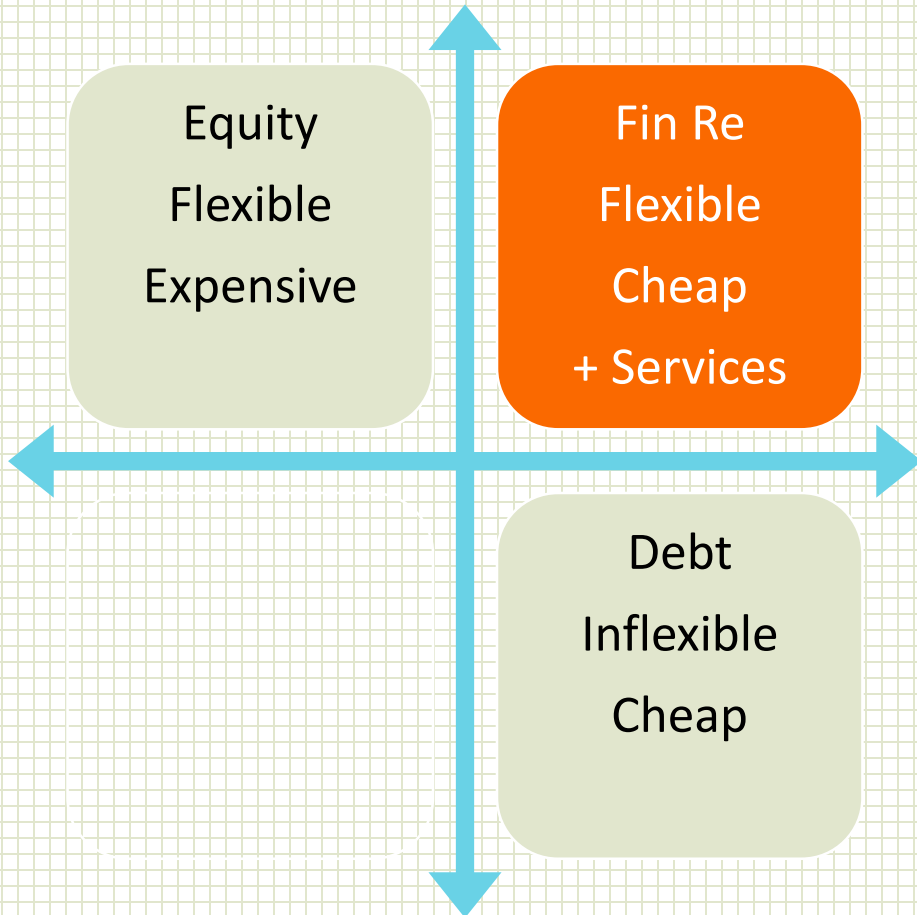 Equity
Flexible
Expensive
Fin Re
Flexible
Cheap
+ Services
Debt
Inflexible
Cheap